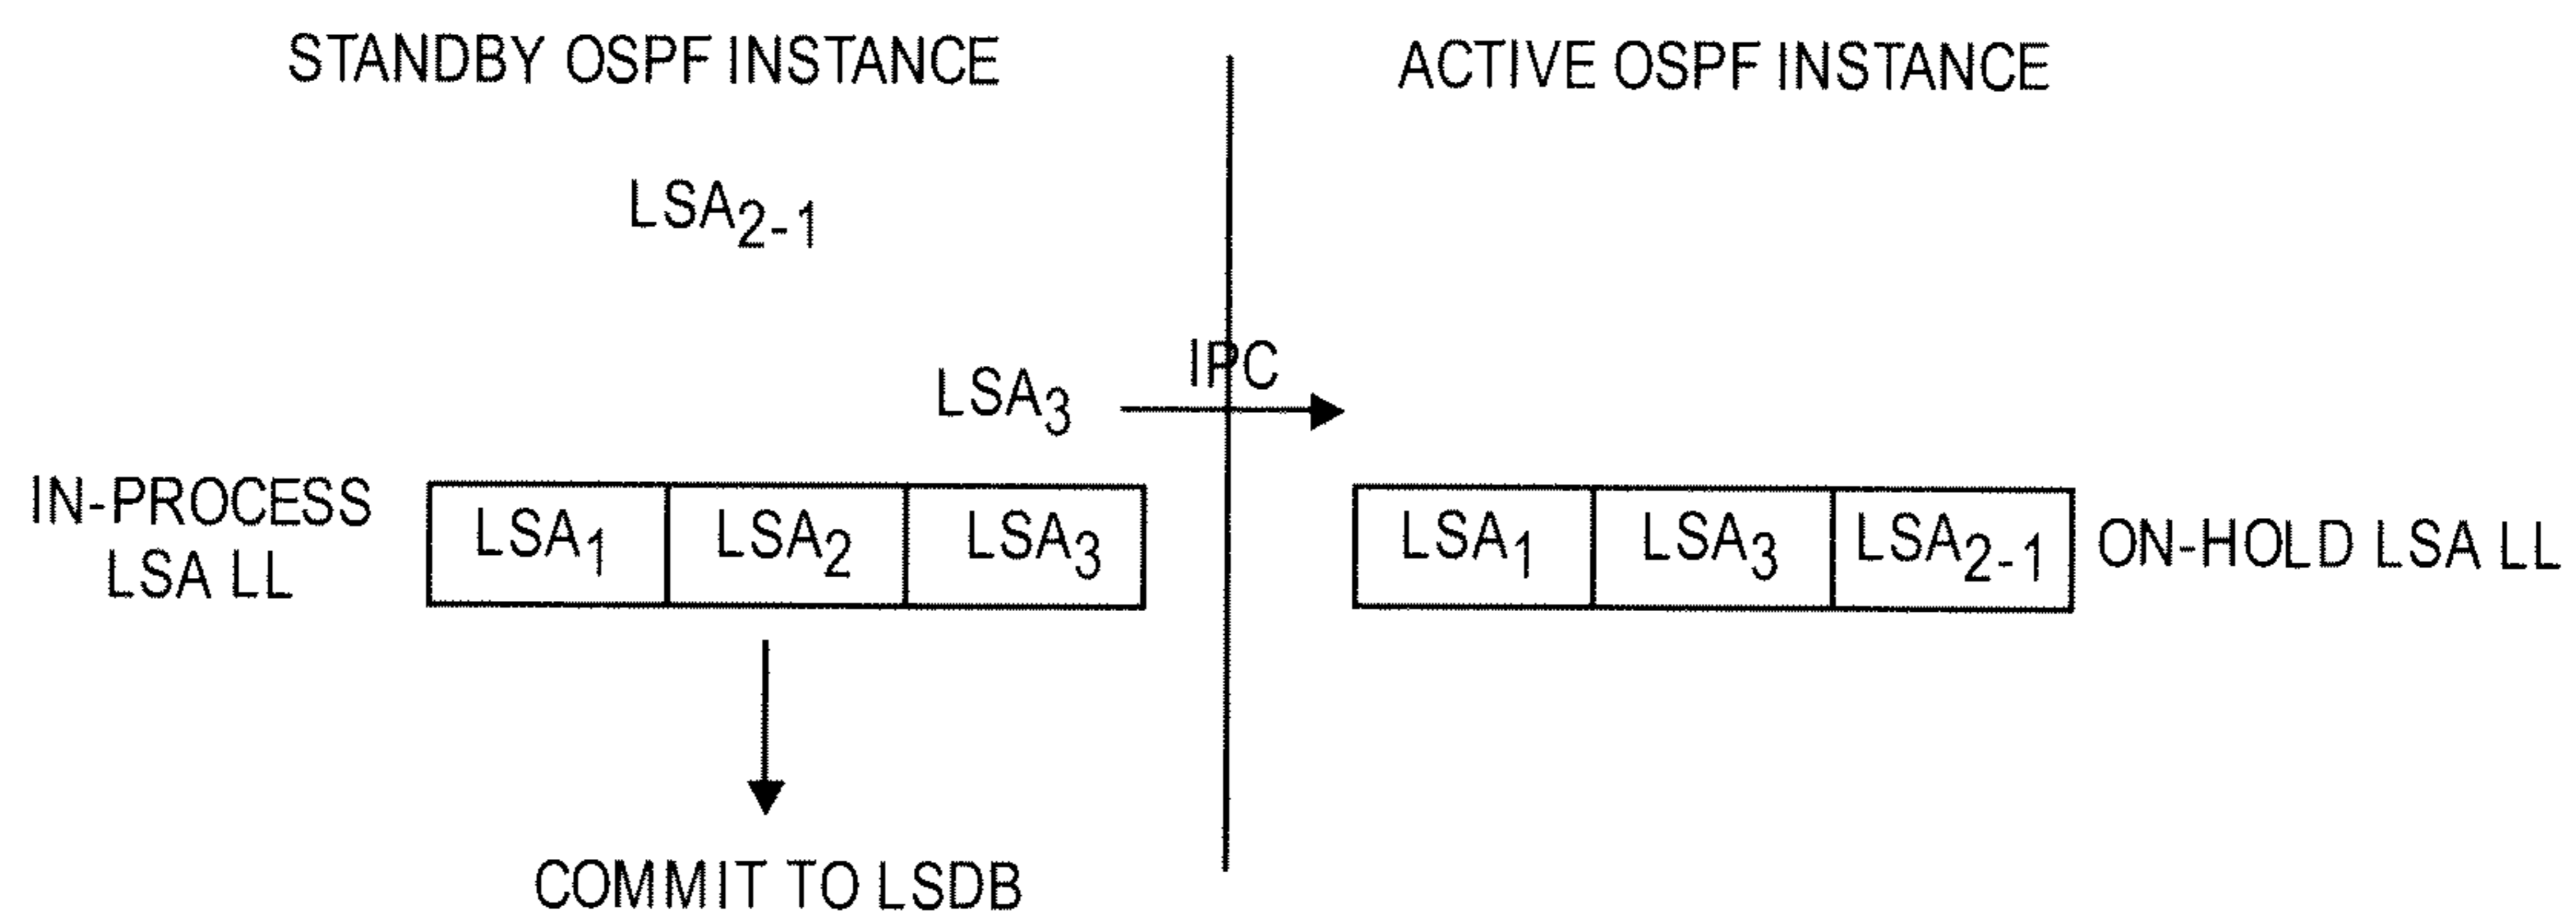 STANDBY OSPF INSTANCE
ACTIVE OSPF INSTANCE
LSA2-1
LSA3
IPC
IN-PROCESS
LSA LL
LSA1 LSA2 LSA3
LSA1 LSA3 LSA2-1
ON-HOLD LSA LL
COMMIT TO LSDB